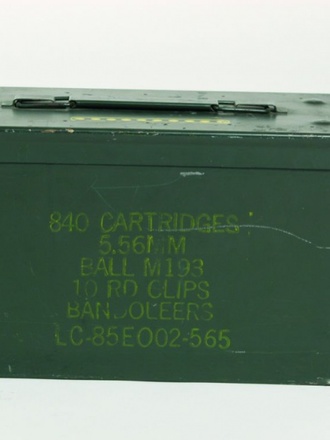 840 CARTRIDGES
5.56MM
BALL M193
10 RD CLIPS
BANDOLEERS
LC-85E002-565